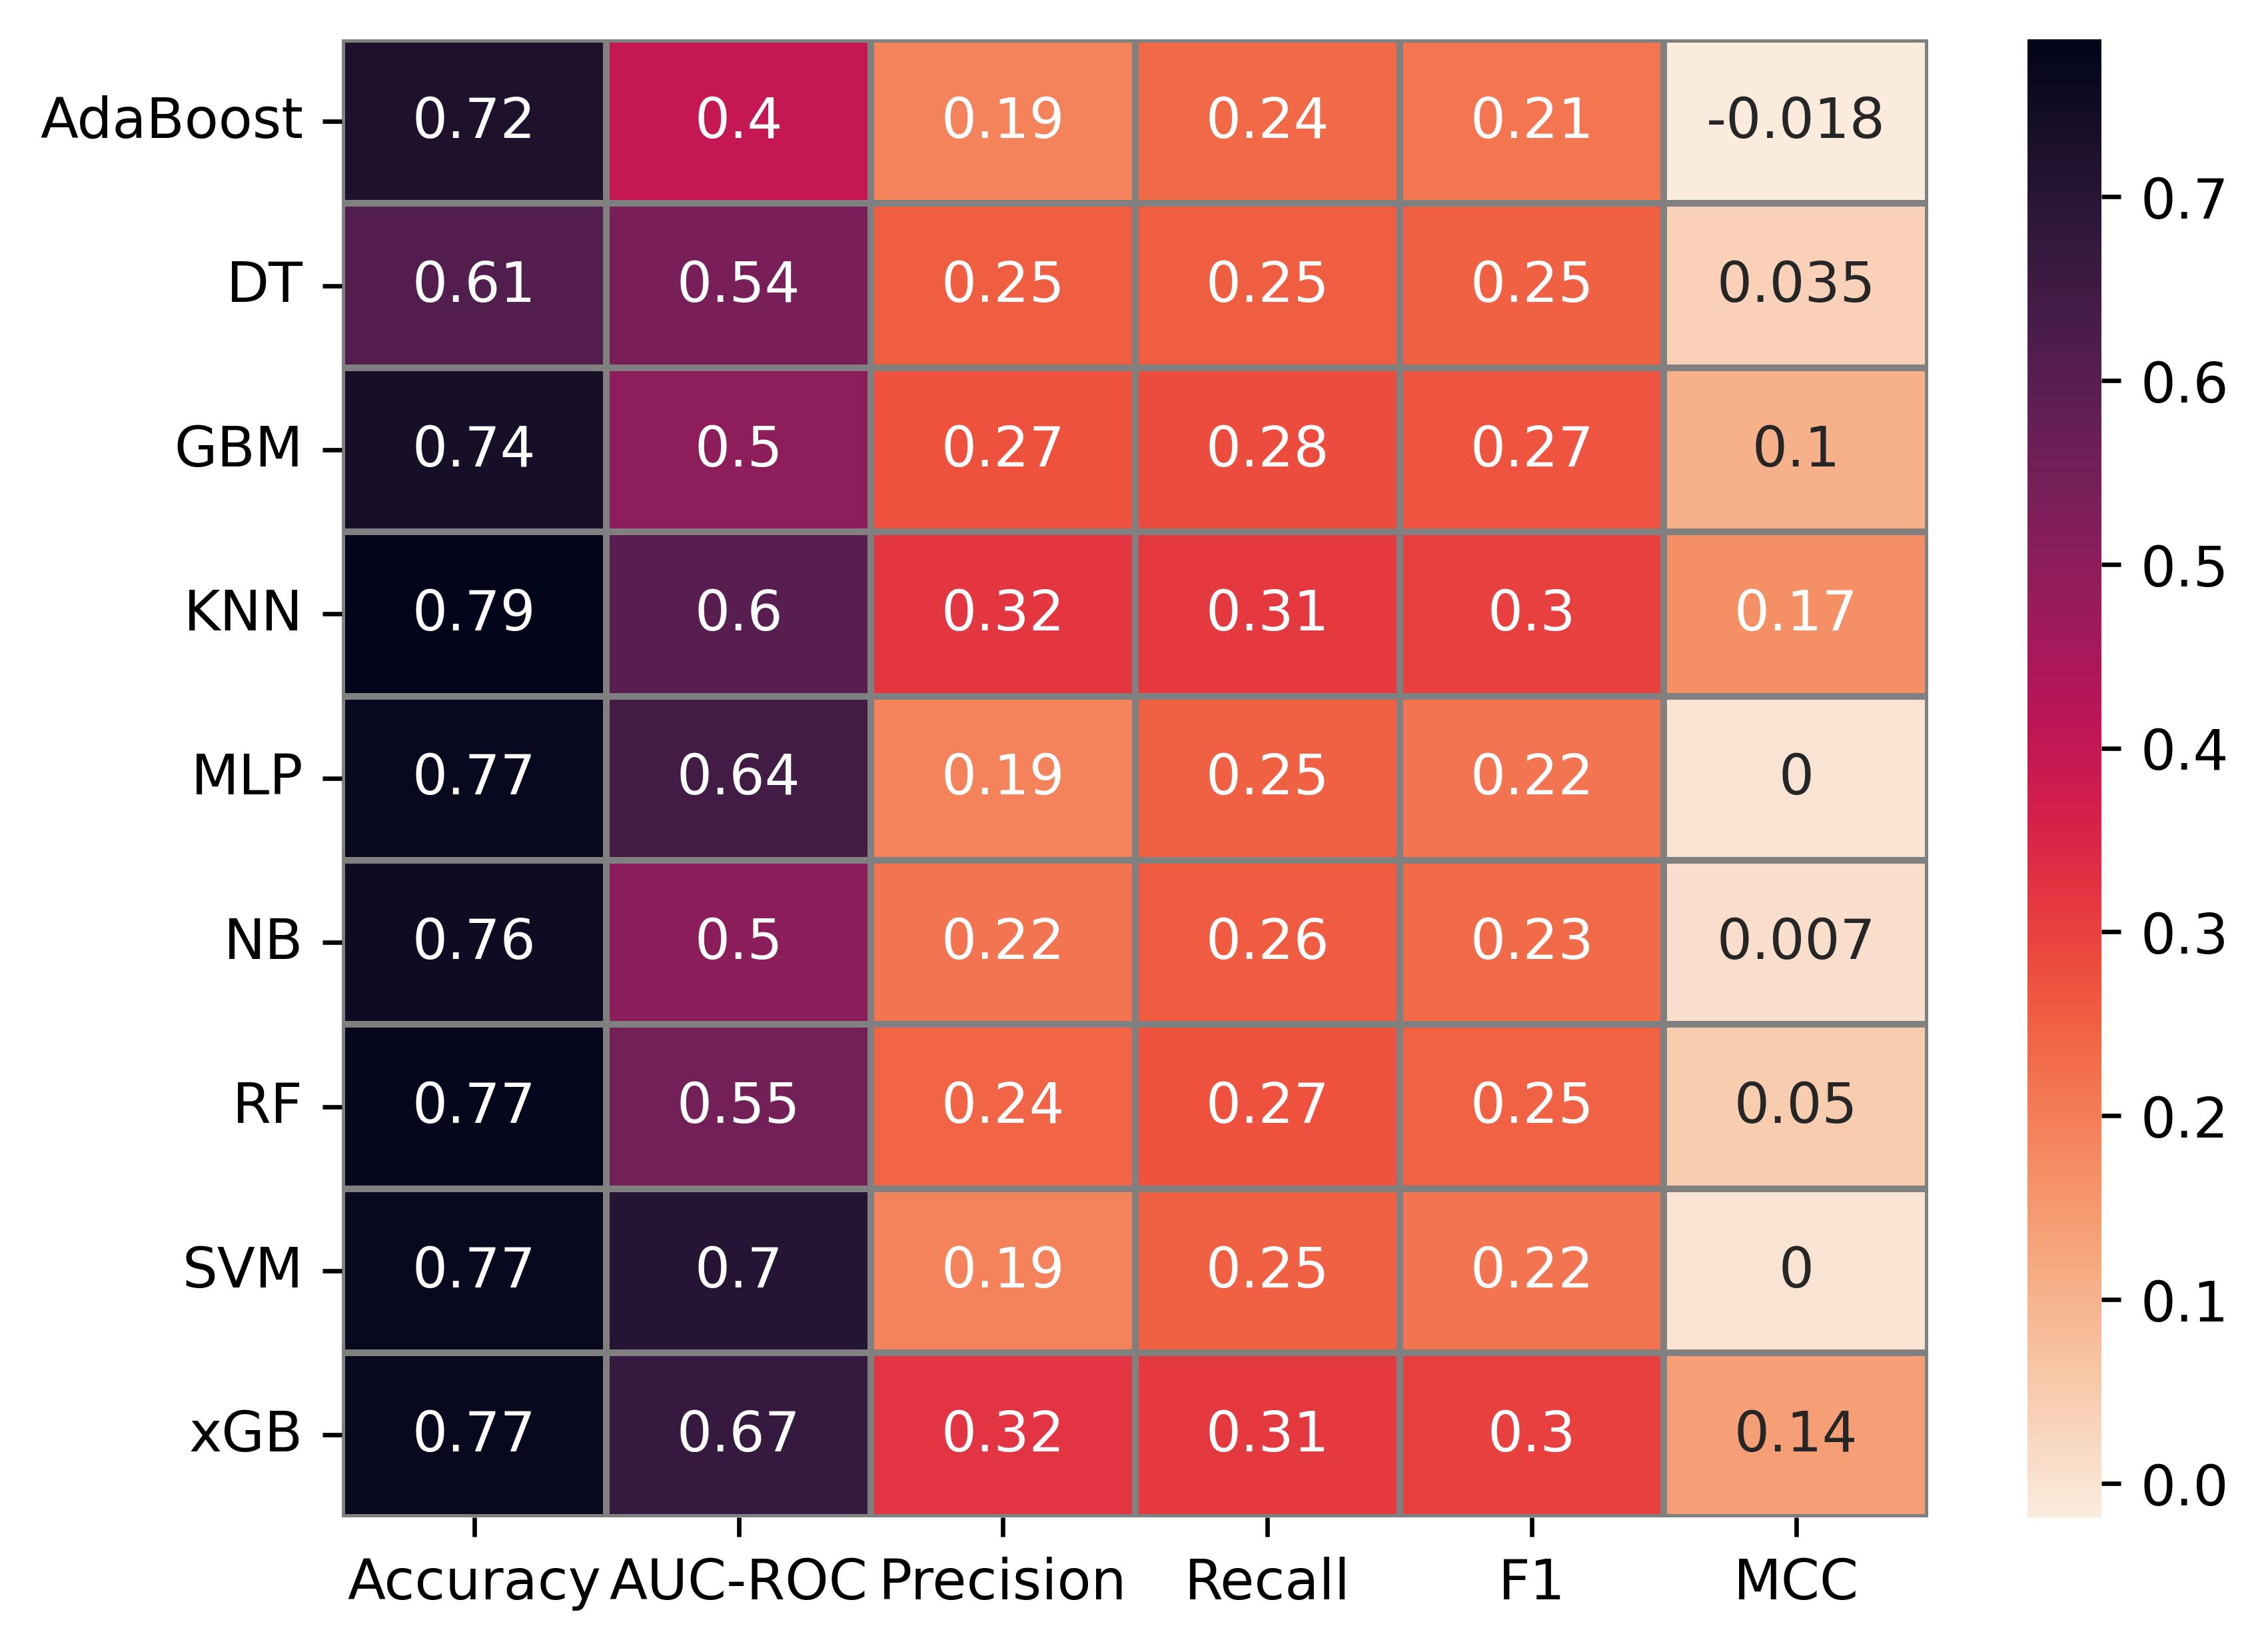 AdaBoost 0.72 0.4 0.19 0.24 0.21 -0.018
DT 0.61 0.54 0.25 0.25 0.25 0.035
GBM 0.74 0.5 0.27 0.28 0.27 0.1
KNN 0.79 0.6 0.32 0.31 0.3 0.17
MLP 0.77 0.64 0.19 0.25 0.22 0
NB 0.76 0.5 0.22 0.26 0.23 0.007
RF 0.77 0.55 0.24 0.27 0.25 0.05
SVM 0.77 0.7 0.19 0.25 0.22 0
xGB 0.77 0.67 0.32 0.31 0.3 0.14
Accuracy AUC-ROC Precision Recall F1 MCC
0.7
0.6
0.5
0.4
0.3
0.2
0.1
0.0